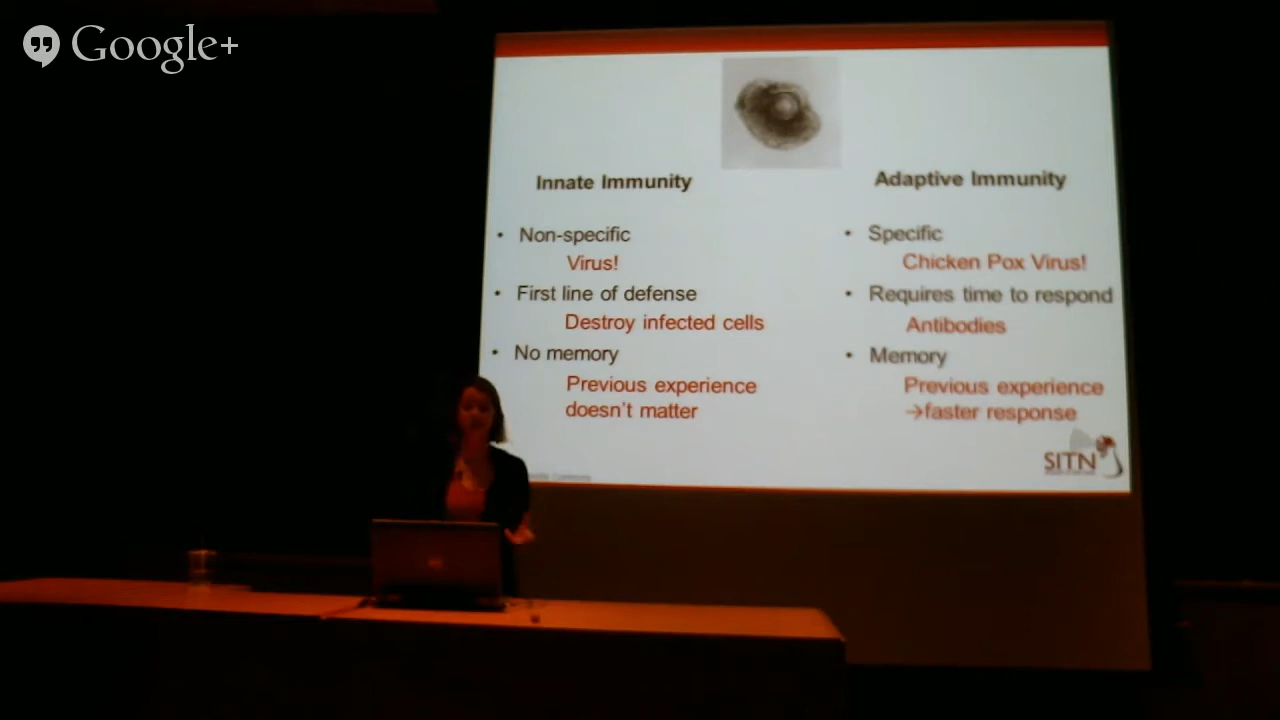 Google+
Innate Immunity
• Non-specific
Virus!
• First line of defense
Destroy infected cells
• No memory
Previous experience
doesn't matter
Adaptive Immunity
• Specific
Chicken Pox Virus!
• Requires time to respond
Antibodies
• Memory
Previous experience
→faster response
SITN